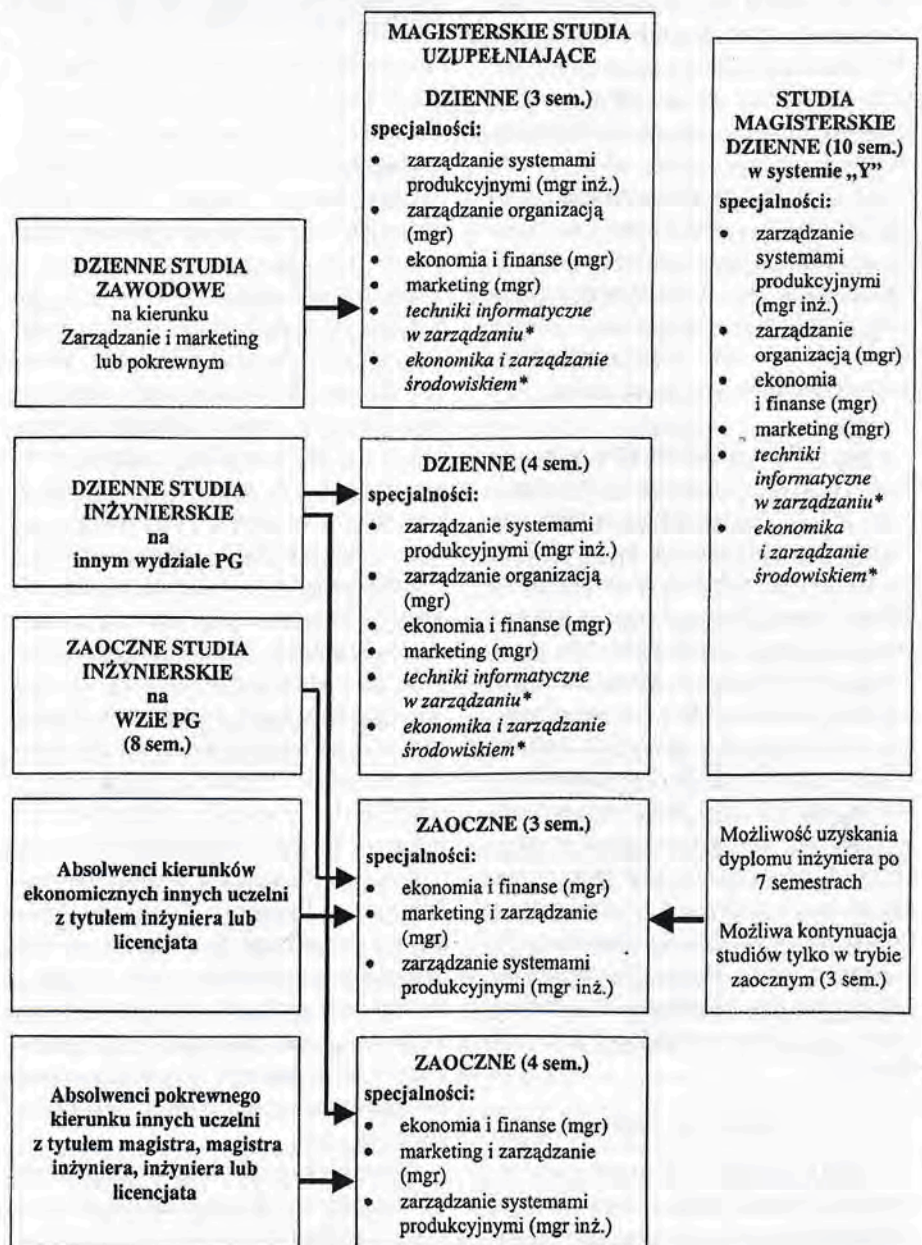 MAGISTERSKIE STUDIA
UZUPEŁNIAJĄCE
DZIENNE (3 sem.)
specjalności:
• zarządzanie systemami
produkcyjnymi (mgr inż.)
• zarządzanie organizacją
(mgr)
• ekonomia i finanse (mgr)
• marketing (mgr)
• techniki informatyczne
w zarządzaniu*
• ekonomika i zarządzanie
środowiskiem*
STUDIA
MAGISTERSKIE
DZIENNE (10 sem.)
w systemie „Y”
specjalności:
• zarządzanie
systemami
produkcyjnymi
(mgr inż.)
• zarządzanie
organizacją (mgr)
• ekonomia
i finanse (mgr)
• marketing (mgr)
• techniki
informatyczne
w zarządzaniu*
• ekonomika
i zarządzanie
środowiskiem*
DZIENNE STUDIA
ZAWODOWE
na kierunku
Zarządzanie i marketing
lub pokrewnym
DZIENNE STUDIA
INŻYNIERSKIE
na
innym wydziale PG
DZIENNE (4 sem.)
specjalności:
• zarządzanie systemami
produkcyjnymi (mgr inż.)
• zarządzanie organizacją
(mgr)
• ekonomia i finanse (mgr)
• marketing (mgr)
• techniki informatyczne
w zarządzaniu*
• ekonomika i zarządzanie
środowiskiem*
ZAOCZNE STUDIA
INŻYNIERSKIE
na
WZiE PG
(8 sem.)
Absolwenci kierunków
ekonomicznych innych uczelni
z tytułem inżyniera lub
licencjata
ZAOCZNE (3 sem.)
specjalności:
• ekonomia i finanse (mgr)
• marketing i zarządzanie
(mgr)
• zarządzanie systemami
produkcyjnymi (mgr inż.)
Możliwość uzyskania
dyplomu inżyniera po
7 semestrach
Możliwa kontynuacja
studiów tylko w trybie
zaocznym (3 sem.)
Absolwenci pokrewnego
kierunku innych uczelni
z tytułem magistra, magistra
inżyniera, inżyniera lub
licencjata
ZAOCZNE (4 sem.)
specjalności:
• ekonomia i finanse (mgr)
• marketing i zarządzanie
(mgr)
• zarządzanie systemami
produkcyjnymi (mgr inż.)